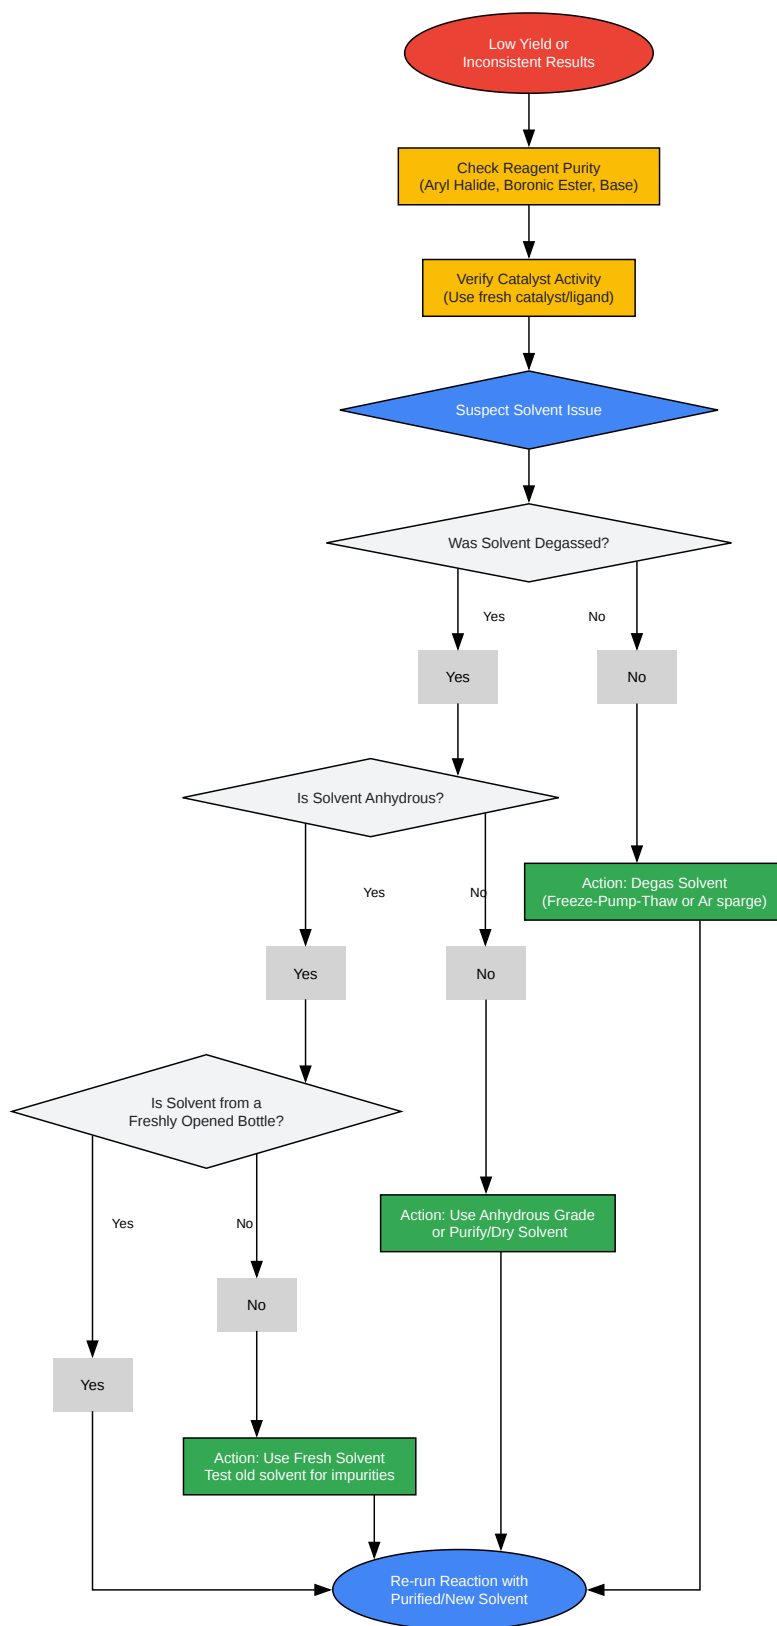 Low Yield or
Inconsistent Results
Check Reagent Purity
(Aryl Halide, Boronic Ester, Base)
Verify Catalyst Activity
(Use fresh catalyst/ligand)
Suspect Solvent Issue
Was Solvent Degassed?
Yes
No
Yes
No
Is Solvent Anhydrous?
Action: Degas Solvent
(Freeze-Pump-Thaw or Ar sparge)
Yes
No
Yes
No
Is Solvent from a
Freshly Opened Bottle?
Action: Use Anhydrous Grade
or Purify/Dry Solvent
Yes
No
No
Yes
Action: Use Fresh Solvent
Test old solvent for impurities
Re-run Reaction with
Purified/New Solvent